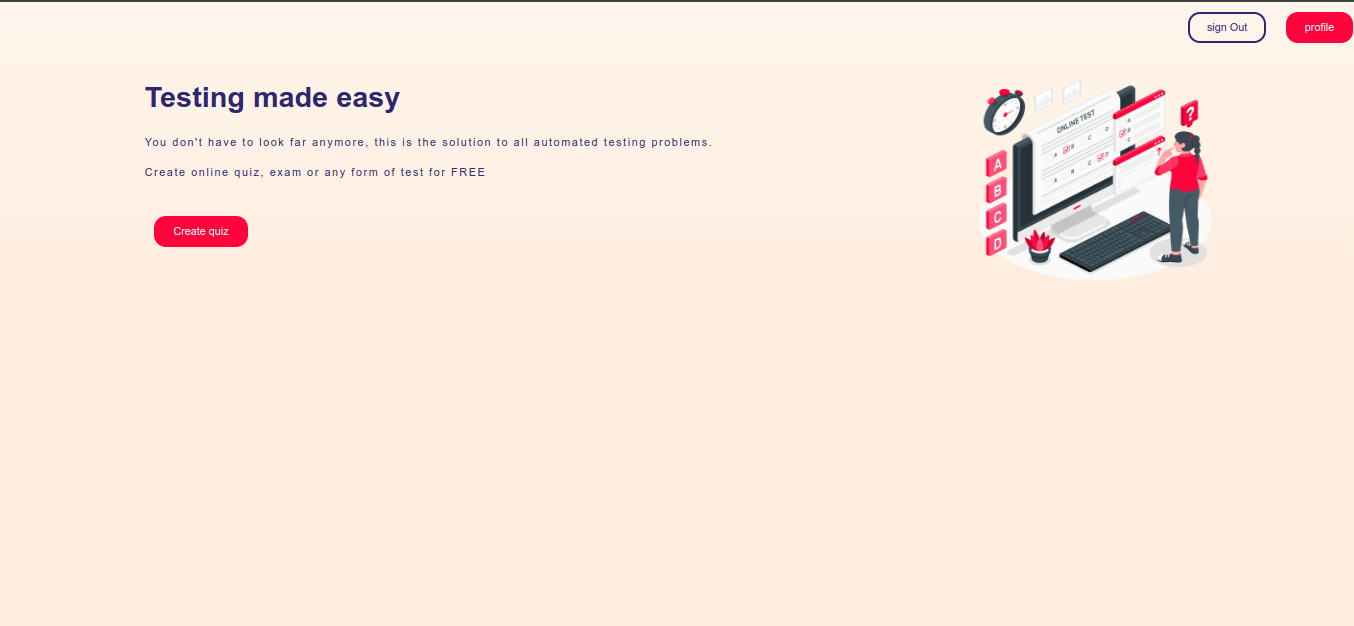 sign Out
profile
Testing made easy
You don't have to look far anymore, this is the solution to all automated testing problems.
Create online quiz, exam or any form of test for FREE
Create quiz
ONLINE TEST
A
B
C
D
A
B
C
D
A
B
C
?
A
B
C
D